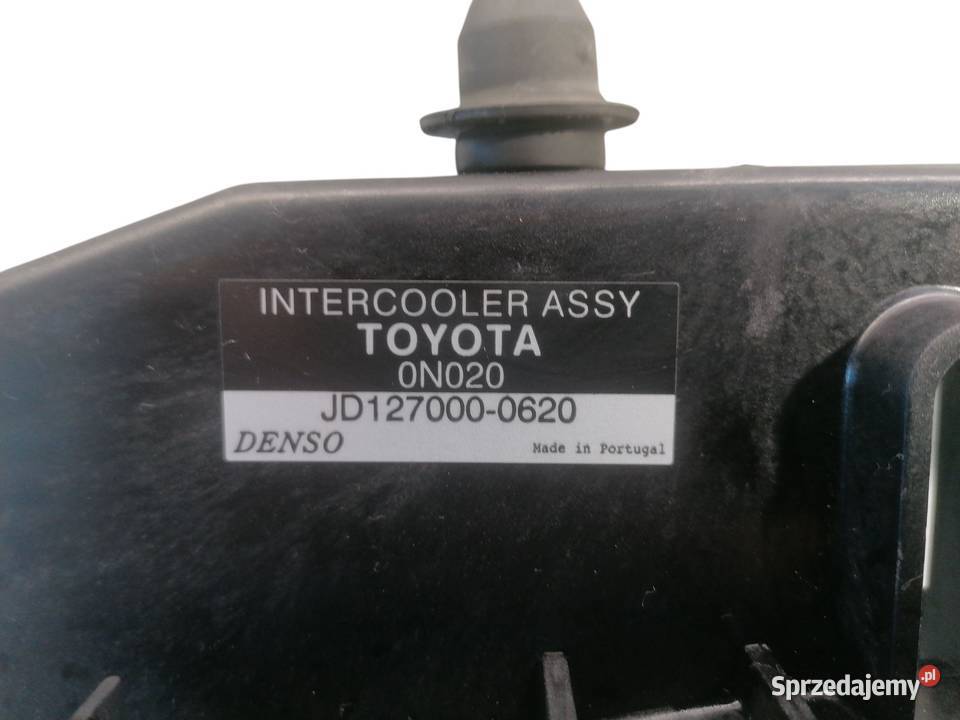 INTERCOOLER ASSY
TOYOTA
0N020
JD127000-0620
DENSO Made in Portugal
Sprzedajemy.pl